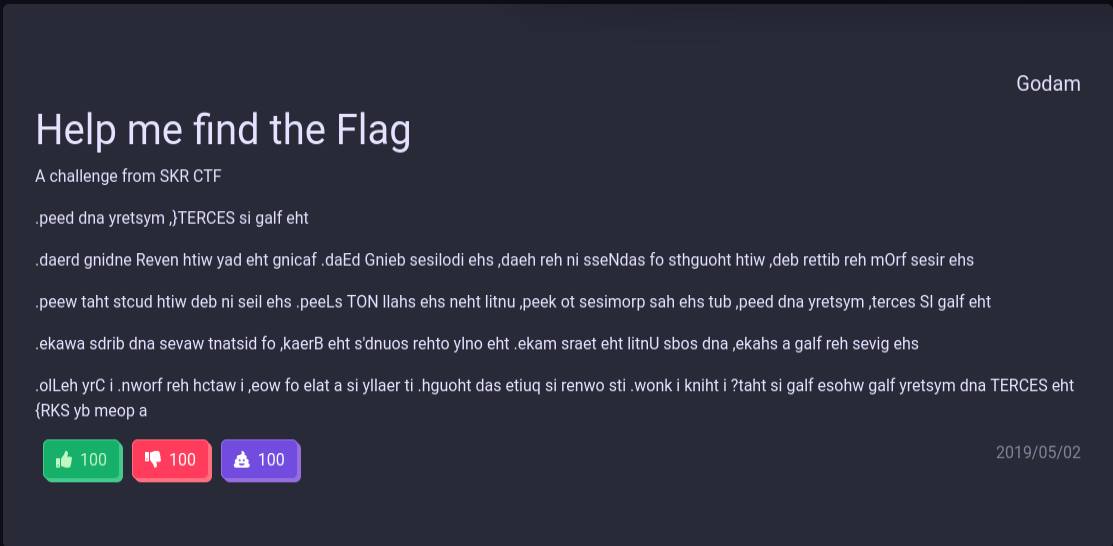 Godam
Help me find the Flag
A challenge from SKR CTF
.peed dna yretsym ,}TERCES si galf eht
.daerd gnidne Reven htiw yad eht gnicaf .daEd Gnieb sesilodi ehs ,daeh reh ni sseNdas fo sthguoht htiw ,deb rettib reh mOrf sesir ehs
.peew taht stcud htiw deb ni seil ehs .peeLs TON llahs ehs neht litnu ,peek ot sesimorp sah ehs tub ,peed dna yretsym ,terces SI galf eht
.ekawa sdrib dna sevaw tnatsid fo ,kaerB eht s'dnuos rehto ylno eht .ekam sraet eht litnU sbos dna ,ekahs a galf reh sevig ehs
.olLeh yrC i .nworf reh hctaw i ,eow fo elat a si yllaer ti .hguoht das etiuq si renwo sti .wonk i kniht i ?taht si galf esohw galf yretsym dna TERCES eht
{RKS yb meop a
100
100
100
2019/05/02